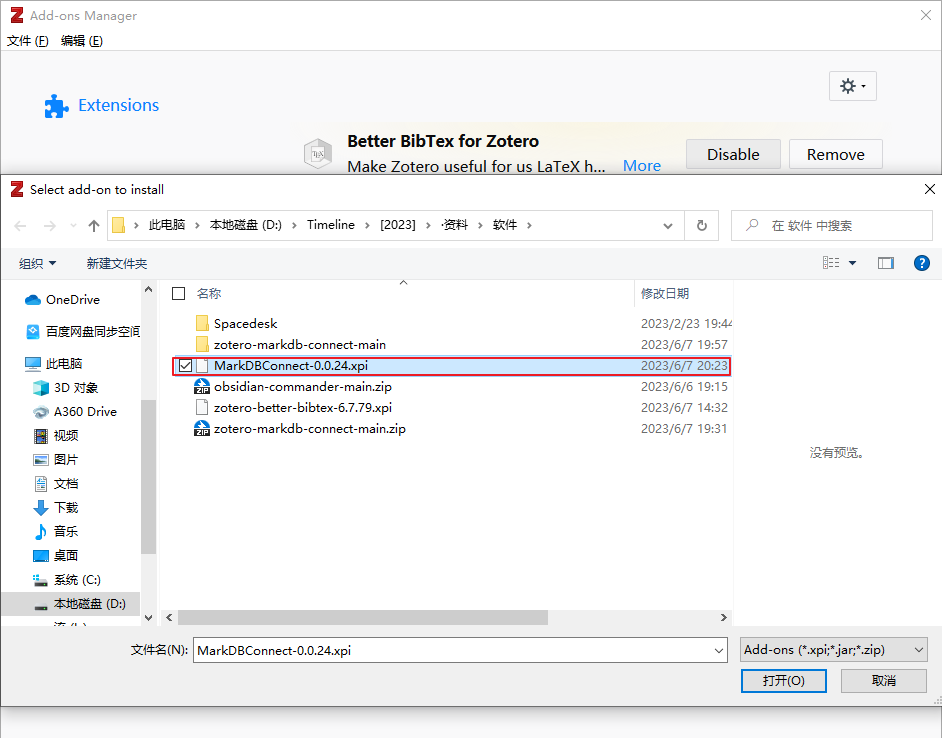 Add-ons Manager
文件 (F) 编辑 (E)
Extensions
Better BibTex for Zotero
Make Zotero useful for us LaTeX h... More
Disable Remove
Select add-on to install
此电脑 › 本地磁盘 (D:) › Timeline › [2023] › ·资料 › 软件 ›
在 软件 中搜索
组织 新建文件夹
名称 修改日期
OneDrive
百度网盘同步空间
此电脑
3D 对象
A360 Drive
视频
图片
文档
下载
音乐
桌面
系统 (C:)
本地磁盘 (D:)
Spacedesk 2023/2/23 19:44
zotero-markdb-connect-main 2023/6/7 19:57
MarkDBConnect-0.0.24.xpi 2023/6/7 20:23
ZIP obsidian-commander-main.zip 2023/6/6 19:15
zotero-better-bibtex-6.7.79.xpi 2023/6/7 14:32
ZIP zotero-markdb-connect-main.zip 2023/6/7 19:31
没有预览。
文件名(N): MarkDBConnect-0.0.24.xpi Add-ons (*.xpi;*.jar;*.zip)
打开(O) 取消